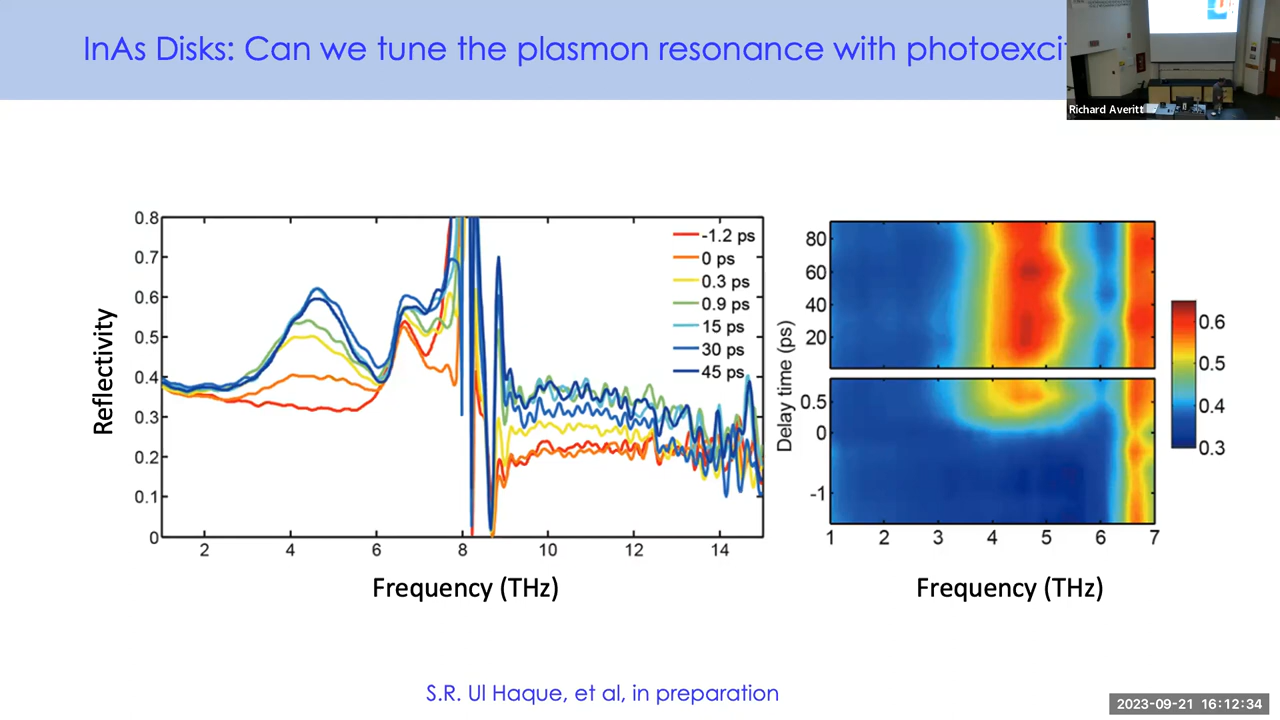 InAs Disks: Can we tune the plasmon resonance with photoexci
Richard Averitt
0.8
0.7
0.6
0.5
0.4
0.3
0.2
0.1
0
Reflectivity
-1.2 ps
0 ps
0.3 ps
0.9 ps
15 ps
30 ps
45 ps
2 4 6 8 10 12 14
Frequency (THz)
80
60
40
20
0.5
0
-1
Delay time (ps)
1 2 3 4 5 6 7
Frequency (THz)
0.6
0.5
0.4
0.3
S.R. Ul Haque, et al, in preparation
2023-09-21 16:12:34